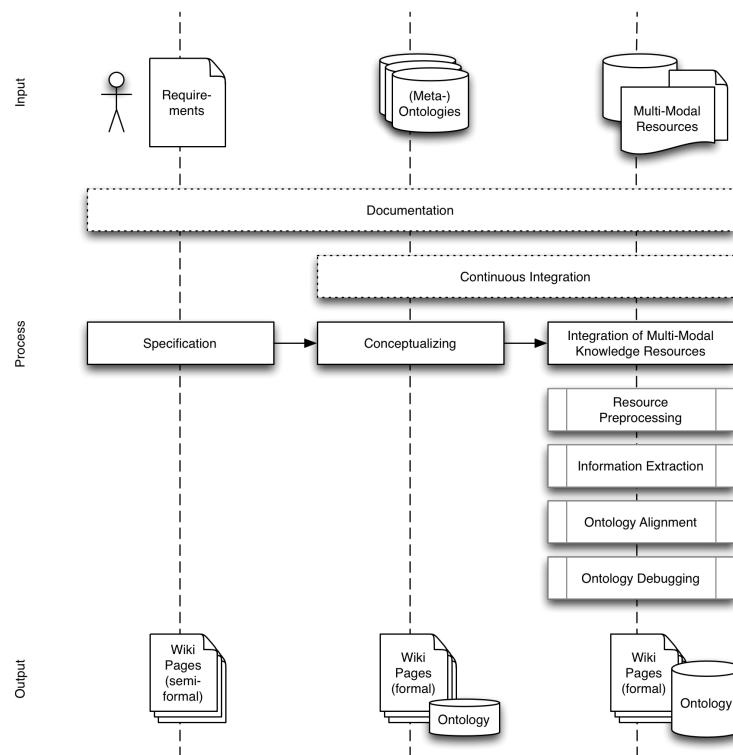 Input
Require-
ments
(Meta-)
Ontologies
Multi-Modal
Resources
Documentation
Continuous Integration
Process
Specification
Conceptualizing
Integration of Multi-Modal
Knowledge Resources
Resource
Preprocessing
Information Extraction
Ontology Alignment
Ontology Debugging
Output
Wiki
Pages
(semi-
formal)
Wiki
Pages
(formal)
Ontology
Wiki
Pages
(formal)
Ontology